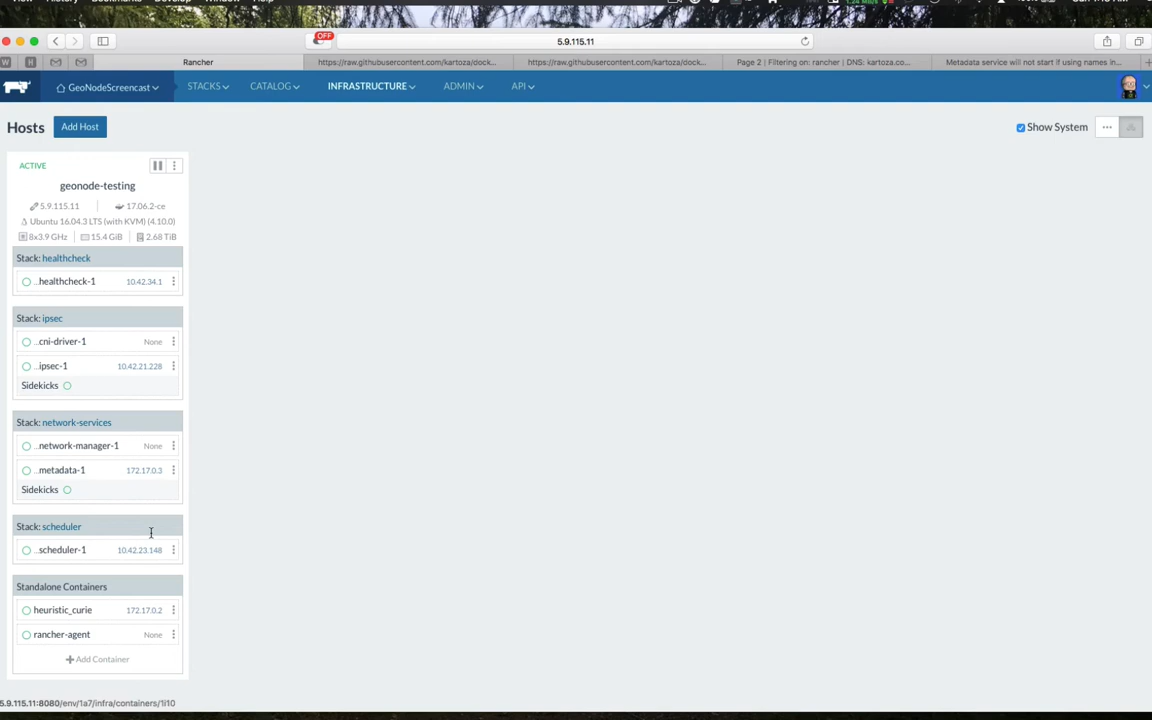 OFF
5.9.115.11
W
H
Rancher
https://raw.githubusercontent.com/kartoza/dock...
https://raw.githubusercontent.com/kartoza/dock...
Page 2 | Filtering on: rancher | DNS: kartoza.co...
Metadata service will not start if using names in...
GeoNodeScreencast
STACKS
CATALOG
INFRASTRUCTURE
ADMIN
API
Hosts
Add Host
Show System
ACTIVE
geonode-testing
5.9.115.11
17.06.2-ce
Ubuntu 16.04.3 LTS (with KVM) (4.10.0)
8x3.9 GHz
15.4 GiB
2.68 TiB
Stack: healthcheck
...healthcheck-1 10.42.34.1
Stack: ipsec
...cni-driver-1 None
...ipsec-1 10.42.21.228
Sidekicks
Stack: network-services
...network-manager-1 None
...metadata-1 172.17.0.3
Sidekicks
Stack: scheduler
...scheduler-1 10.42.23.148
Standalone Containers
heuristic_curie 172.17.0.2
rancher-agent None
Add Container
5.9.115.11:8080/env/1a7/infra/containers/1i10